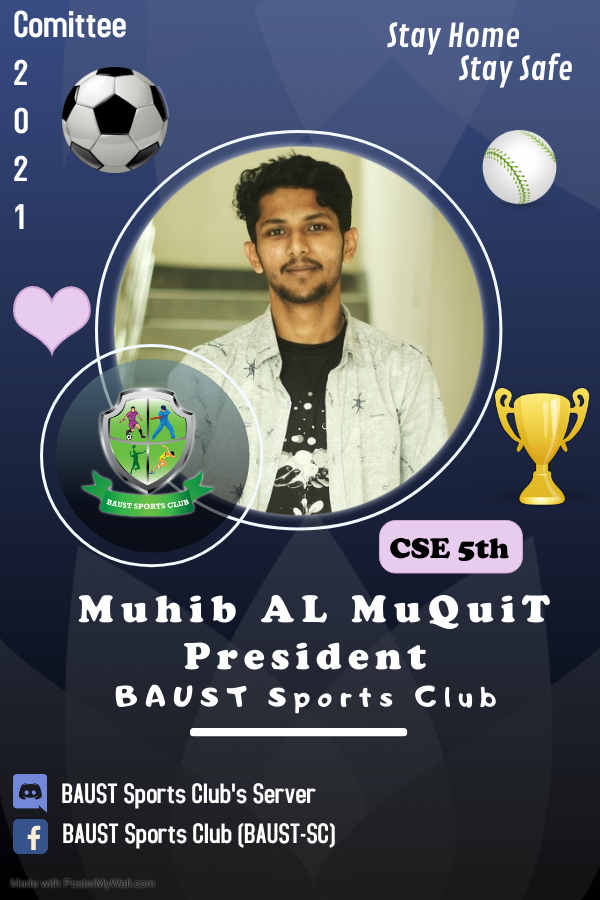 Comittee
2
0
2
1
Stay Home
Stay Safe
BAUST SPORTS CLUB
CSE 5th
Muhib AL MuQuiT
President
BAUST Sports Club
BAUST Sports Club's Server
BAUST Sports Club (BAUST-SC)
Made with PosterMyWall.com